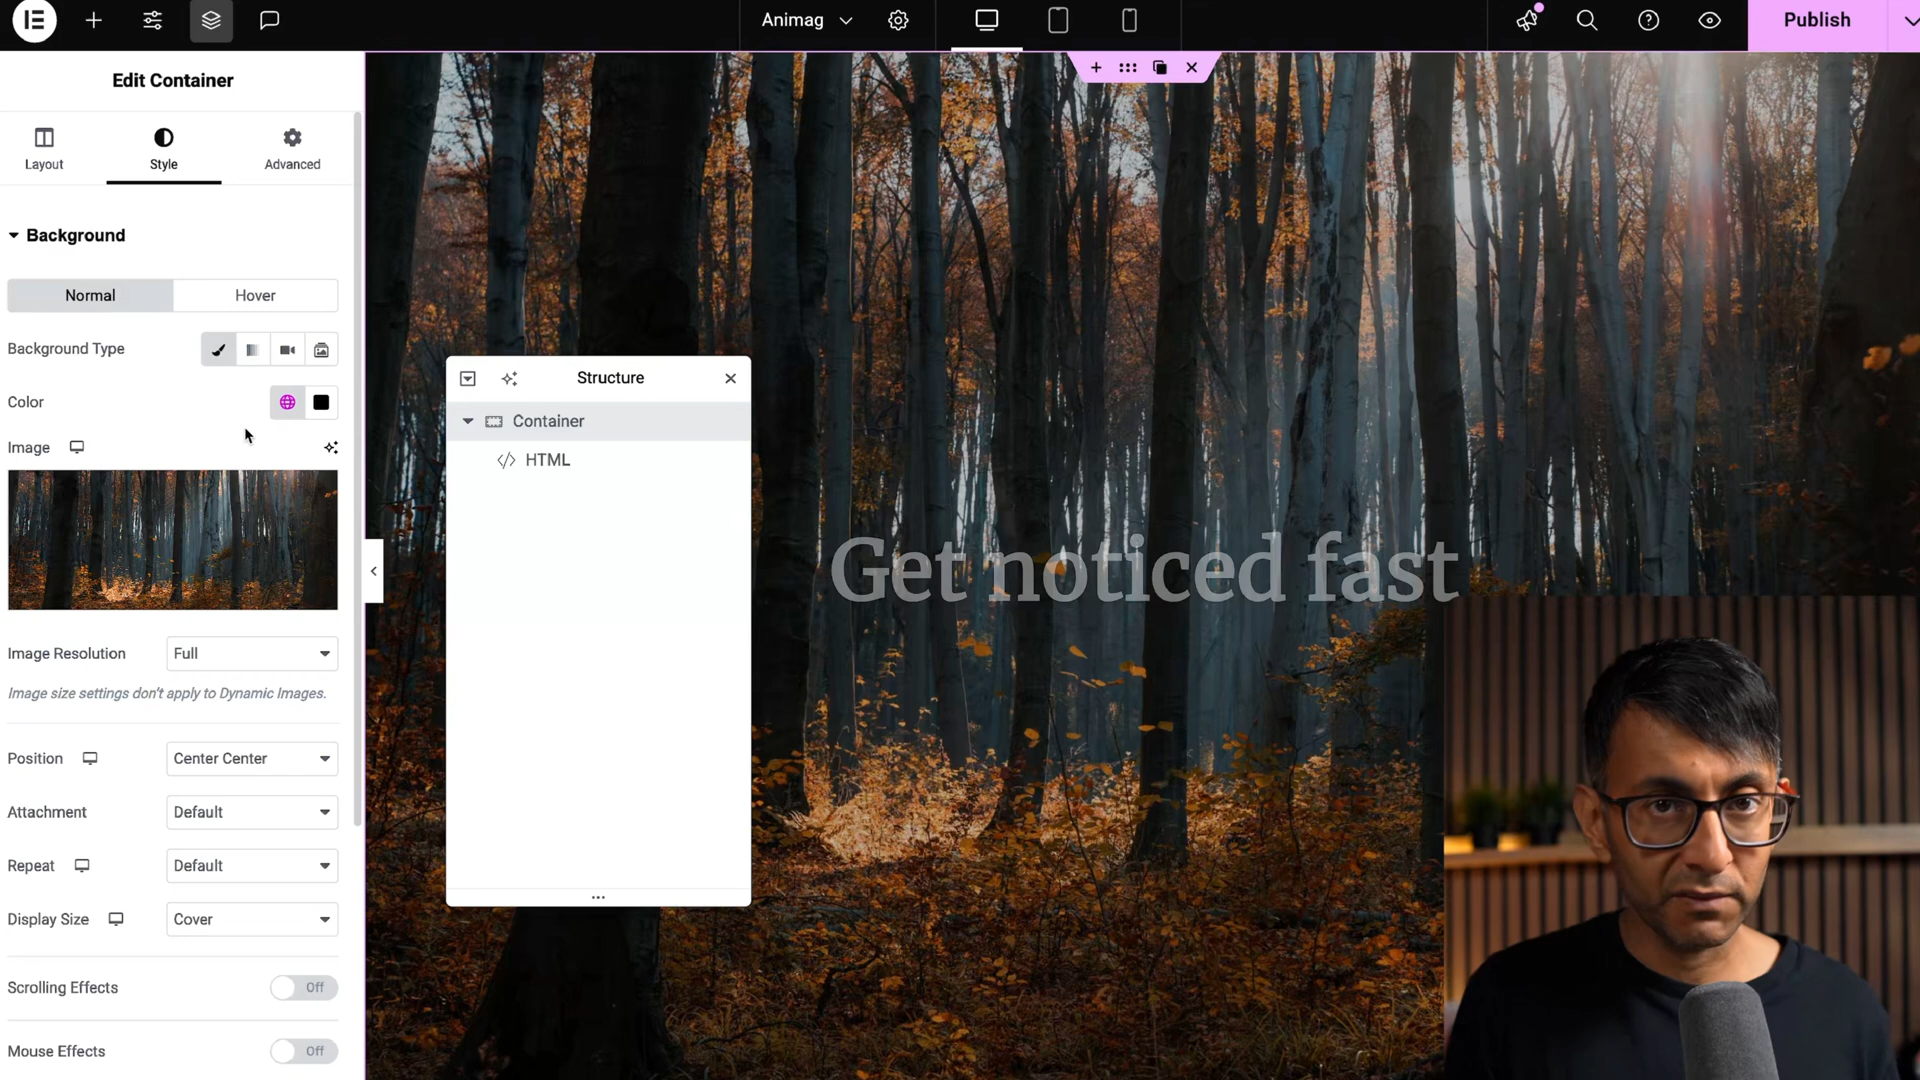 Animag
Publish
Edit Container
Layout
Style
Advanced
Background
Normal
Hover
Background Type
Color
Image
Image Resolution
Full
Image size settings don't apply to Dynamic Images.
Position
Center Center
Attachment
Default
Repeat
Default
Display Size
Cover
Scrolling Effects
Off
Mouse Effects
Off
Structure
Container
HTML
Get noticed fast